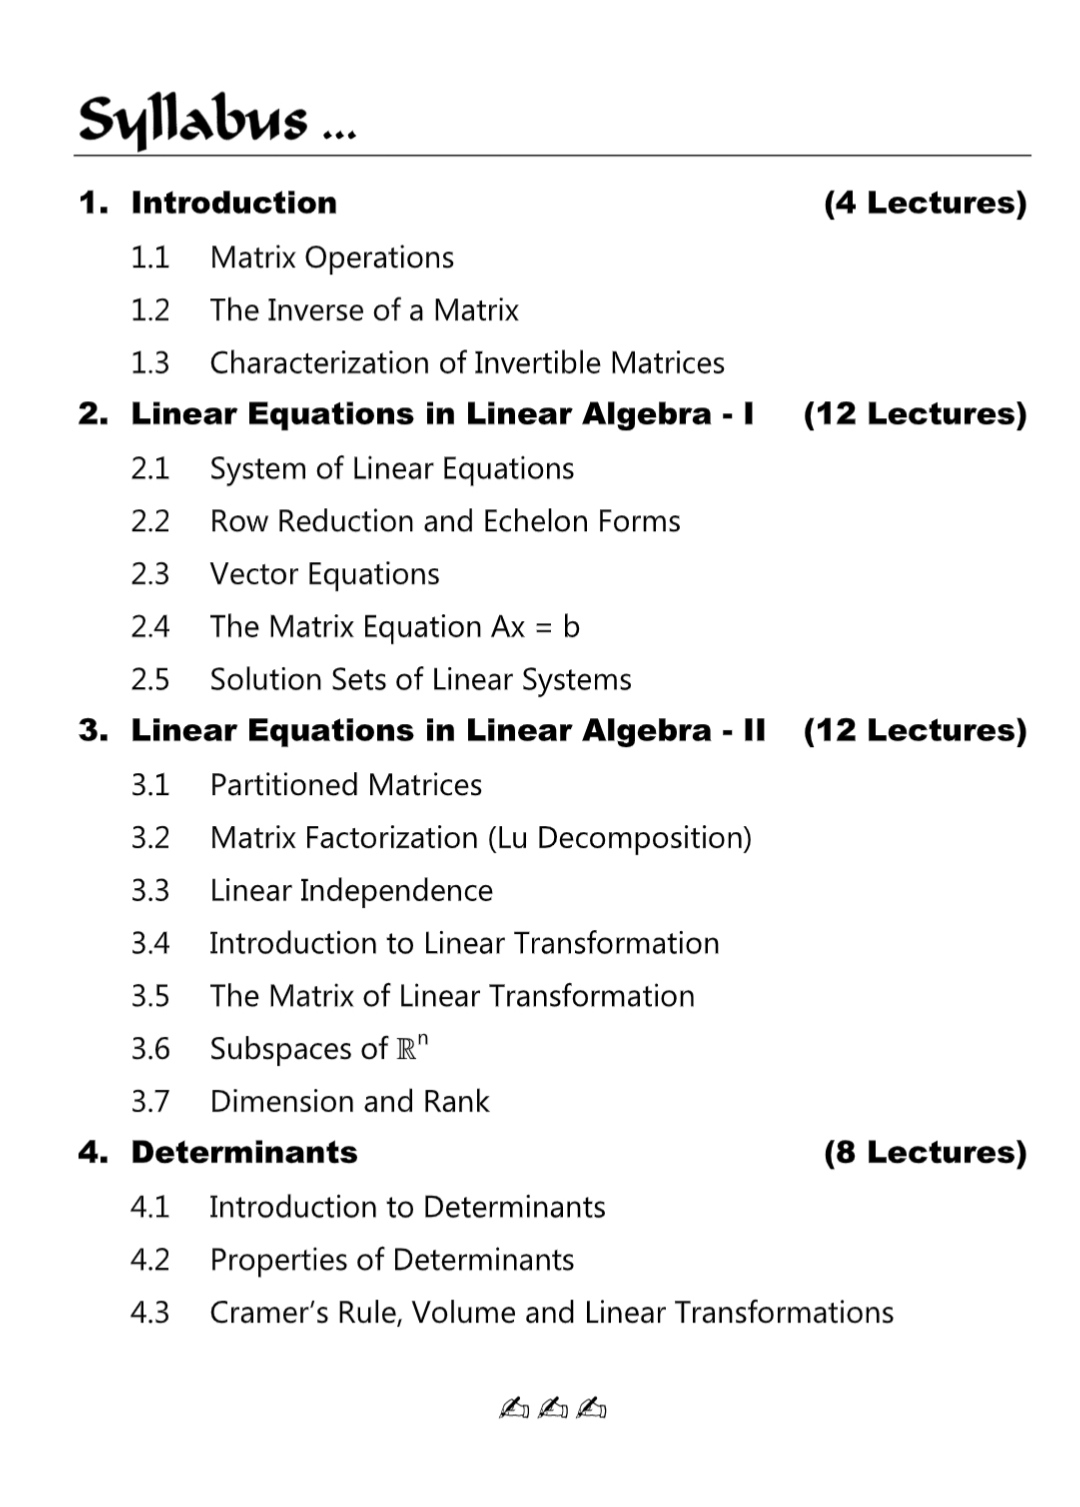 Syllabus ...
1. Introduction (4 Lectures)
1.1 Matrix Operations
1.2 The Inverse of a Matrix
1.3 Characterization of Invertible Matrices
2. Linear Equations in Linear Algebra - I (12 Lectures)
2.1 System of Linear Equations
2.2 Row Reduction and Echelon Forms
2.3 Vector Equations
2.4 The Matrix Equation Ax = b
2.5 Solution Sets of Linear Systems
3. Linear Equations in Linear Algebra - II (12 Lectures)
3.1 Partitioned Matrices
3.2 Matrix Factorization (Lu Decomposition)
3.3 Linear Independence
3.4 Introduction to Linear Transformation
3.5 The Matrix of Linear Transformation
3.6 Subspaces of ℝⁿ
3.7 Dimension and Rank
4. Determinants (8 Lectures)
4.1 Introduction to Determinants
4.2 Properties of Determinants
4.3 Cramer’s Rule, Volume and Linear Transformations